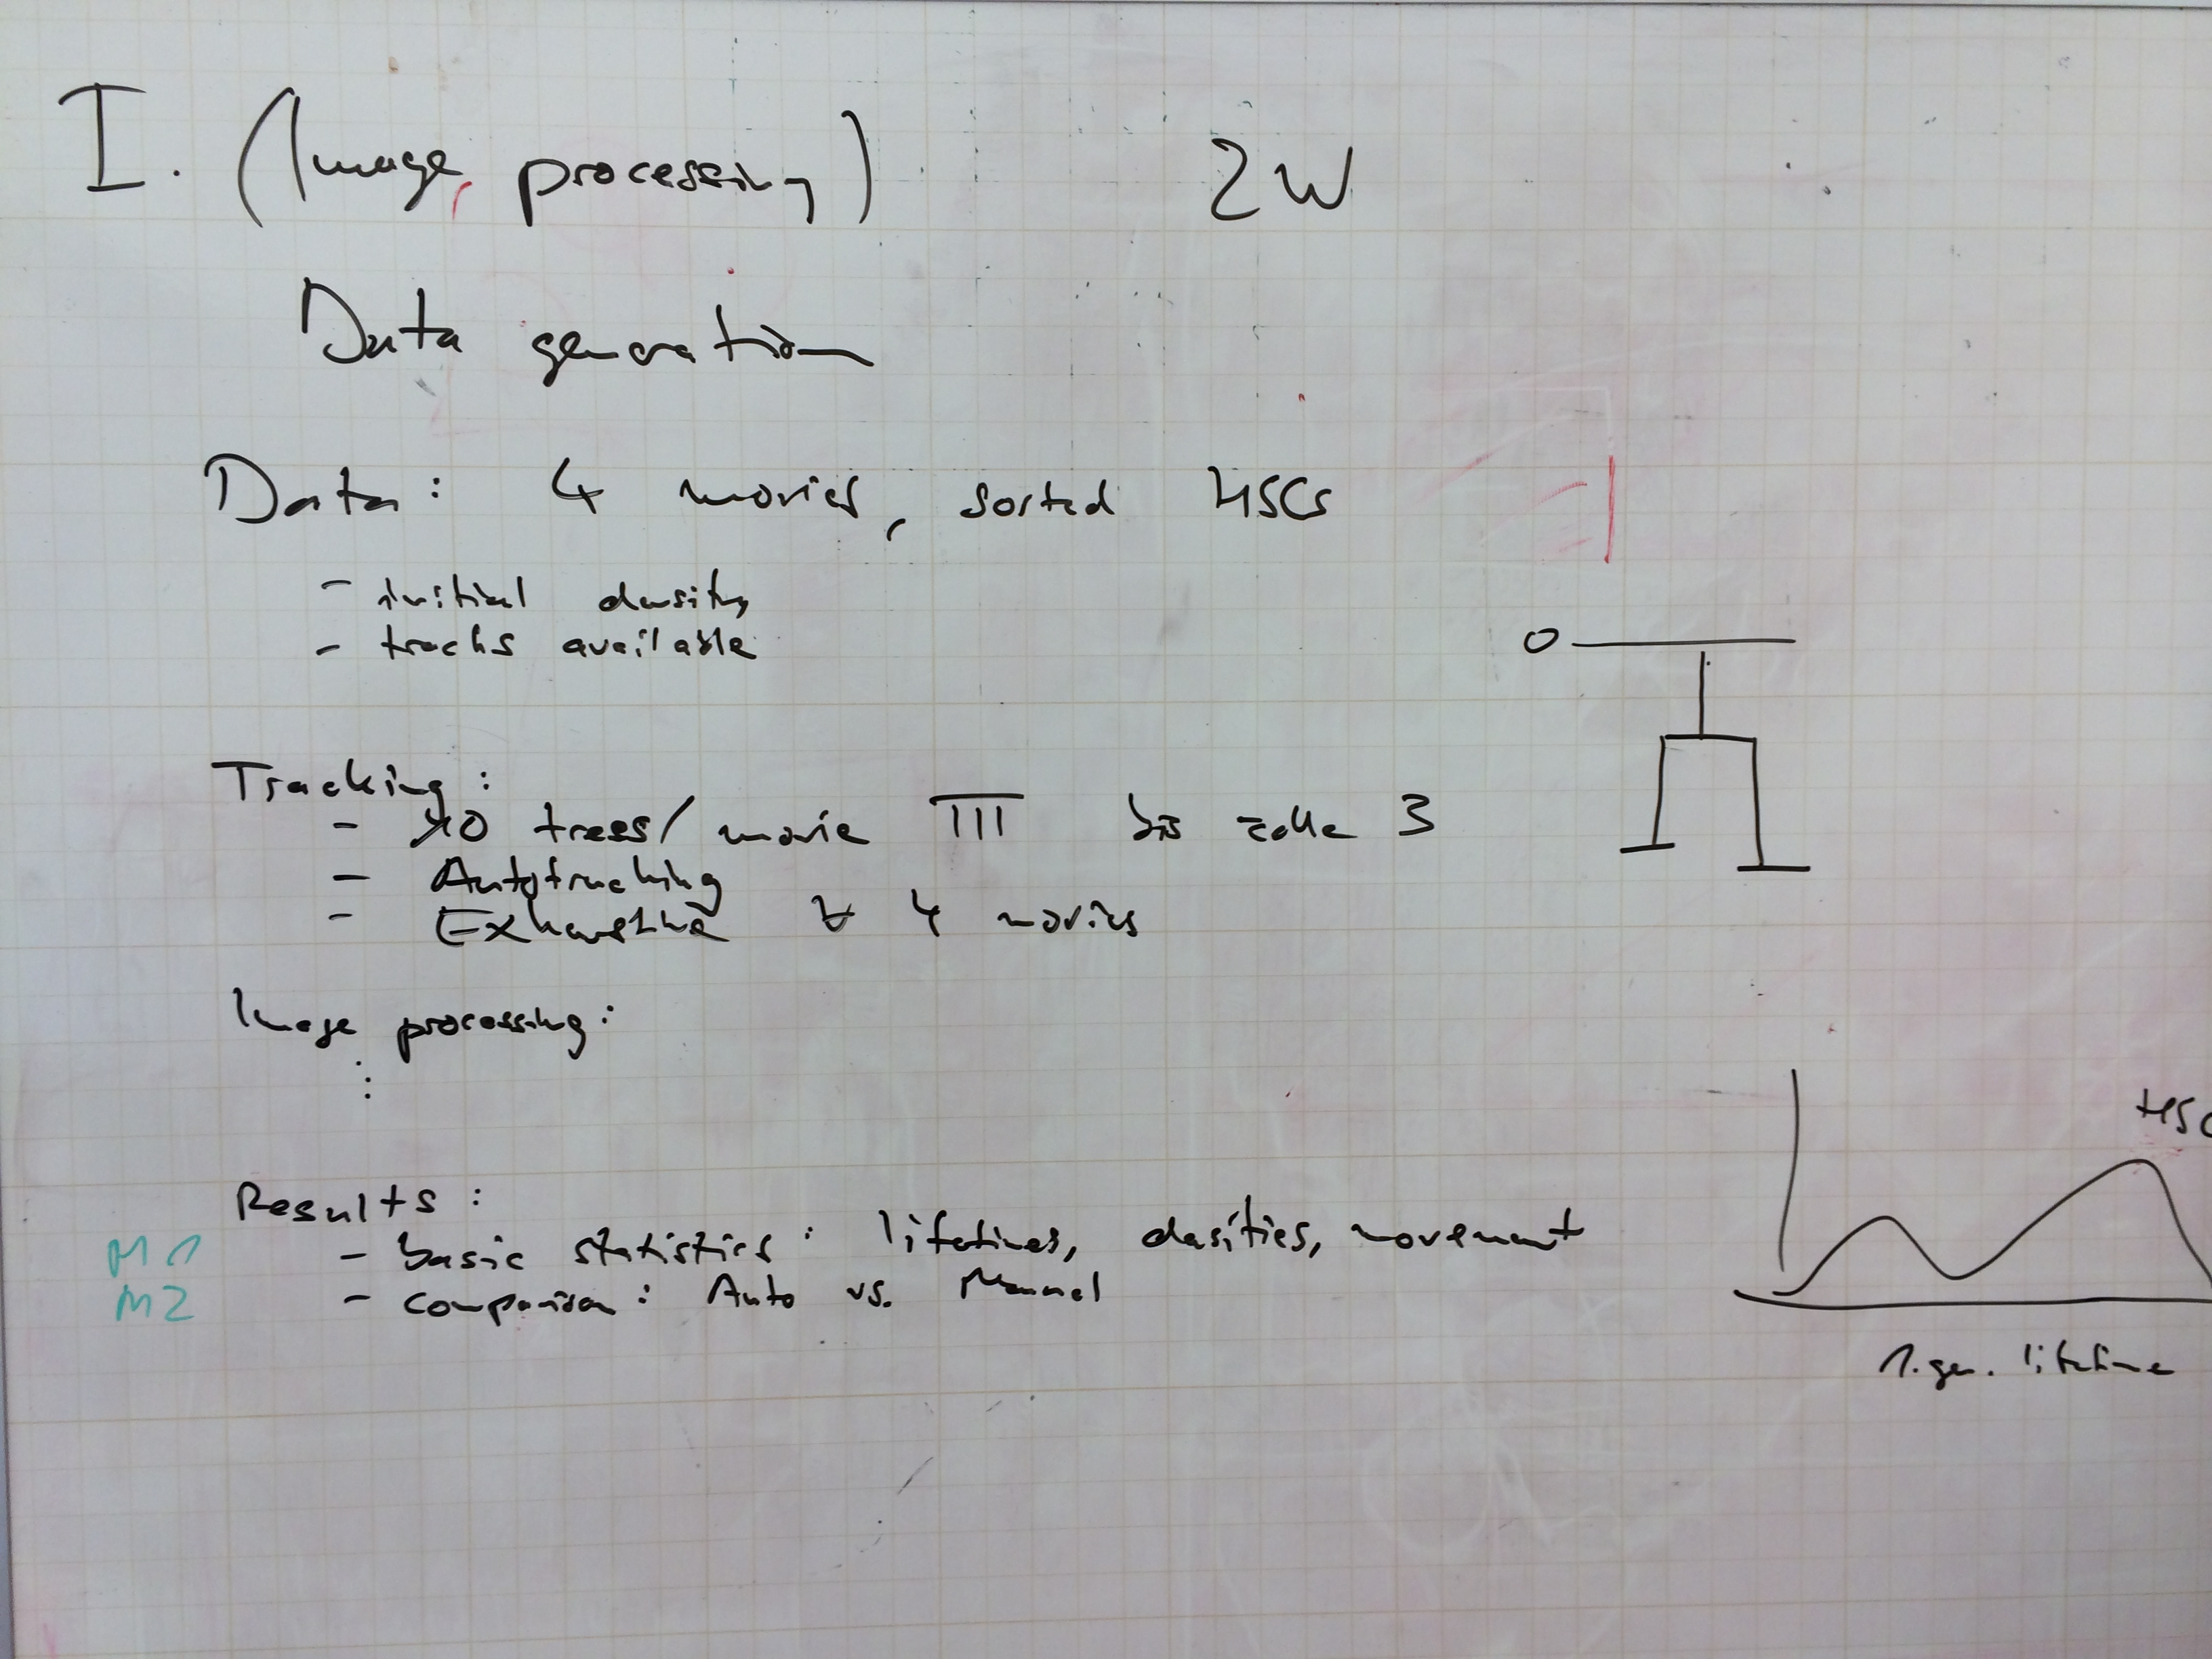 I. (Image processing) 2W
Data generation
Data: 4 movies, sorted HSCs
- initial density
- tracks available
O
Tracking:
- 10 trees/movie III bis zelle 3
- Autotracking
- Exhaustive 4 movies
Image processing:
⋮
HSC
Results:
M1 - basic statistics: lifetimes, densities, movement
M2 - comparison: Auto vs. Manual
1. gen. lifetime